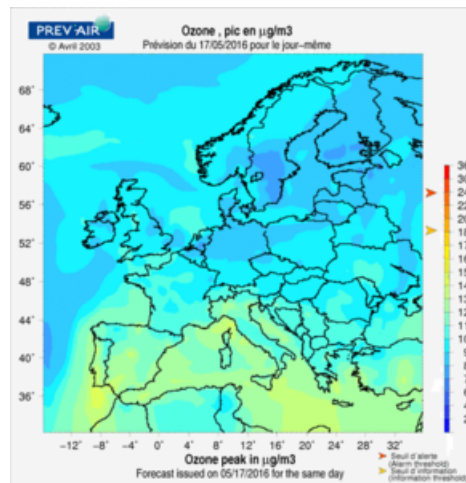 PREV'AIR
© Avril 2003
Ozone , pic en µg/m3
Prévision du 17/05/2016 pour le jour-même
68°
64°
60°
56°
52°
48°
44°
40°
36°
−12° −8° −4° 0° 4° 8° 12° 16° 20° 24° 28° 32°
Ozone peak in µg/m3
Forecast issued on 05/17/2016 for the same day
Seuil d'alerte
(Alarm threshold)
Seuil d'information
(Information threshold)